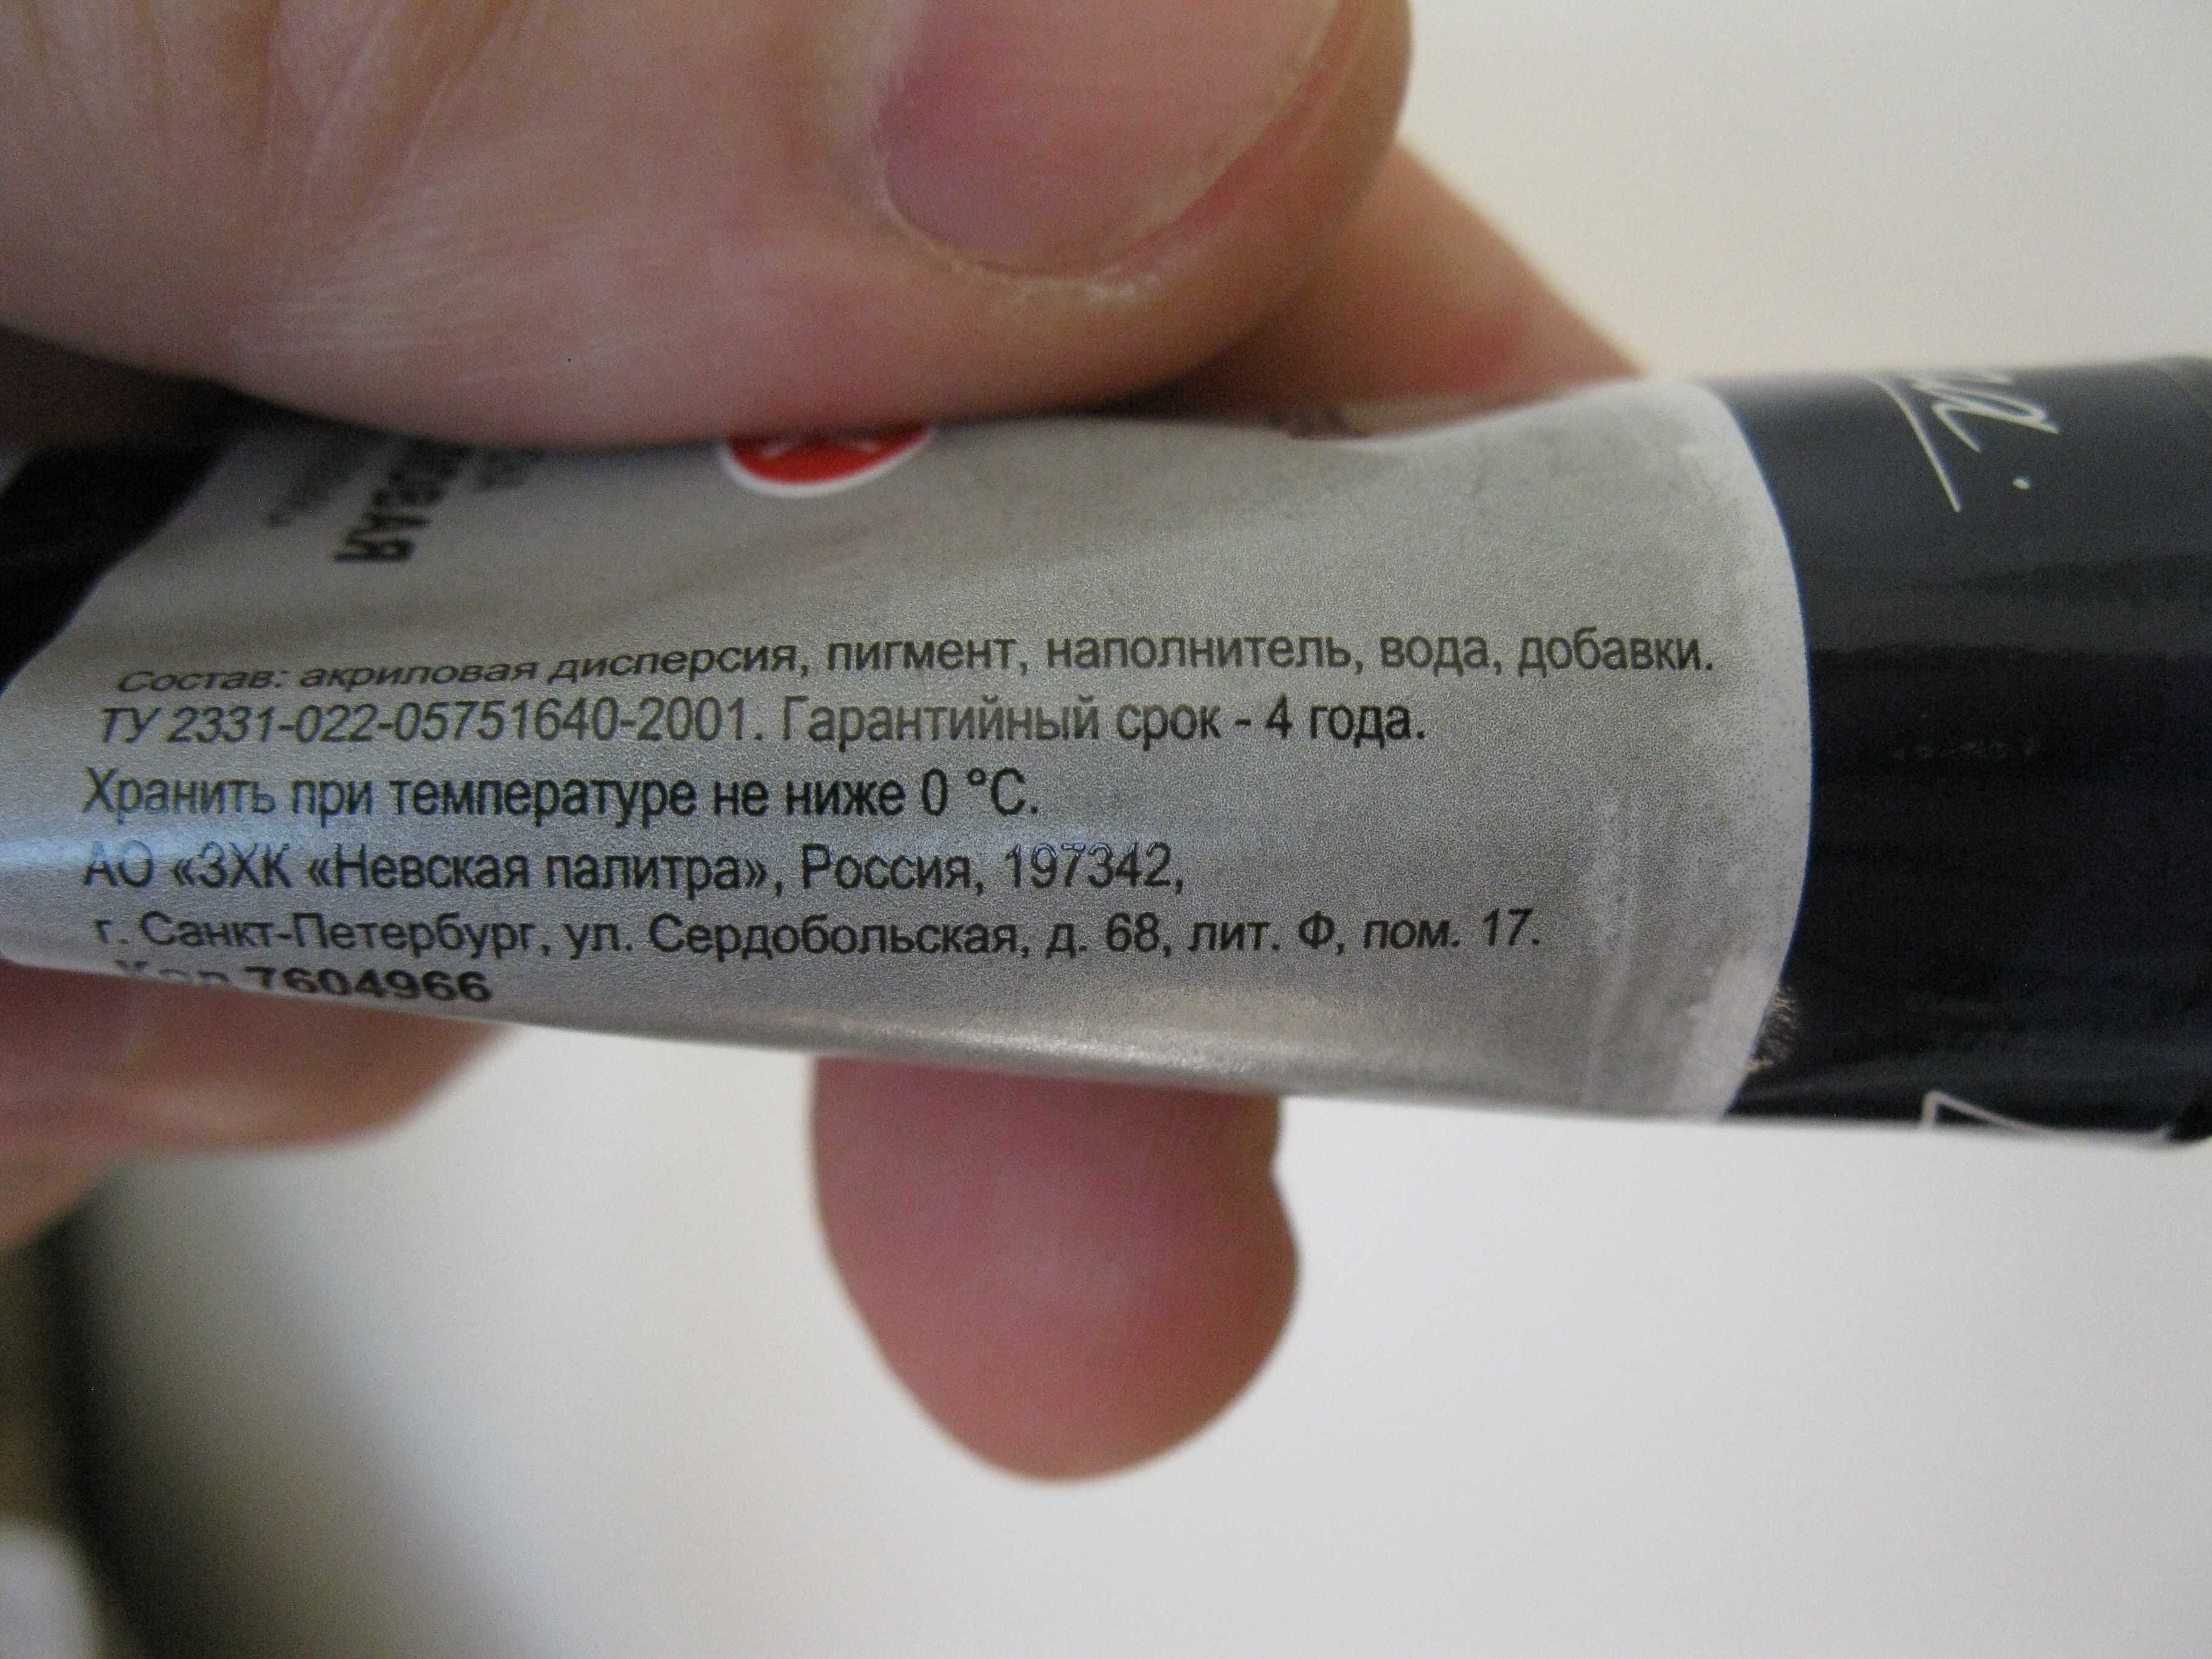 Состав: акриловая дисперсия, пигмент, наполнитель, вода, добавки.
ТУ 2331-022-05751640-2001. Гарантийный срок - 4 года.
Хранить при температуре не ниже 0 °C.
АО «ЗХК «Невская палитра», Россия, 197342,
г. Санкт-Петербург, ул. Сердобольская, д. 68, лит. Ф, пом. 17.
Код 7604966